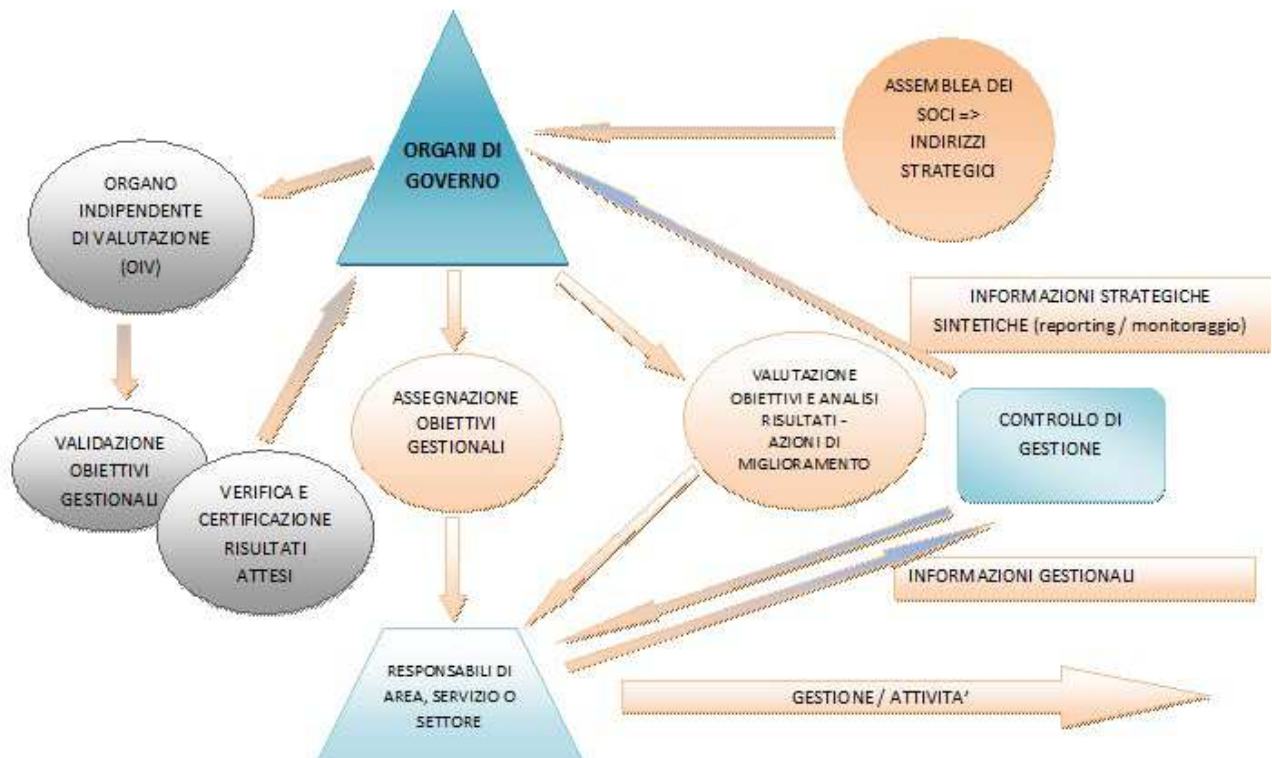 ORGANI DI
GOVERNO
ASSEMBLEA DEI
SOCI =>
INDIRIZZI
STRATEGICI
ORGANO
INDIPENDENTE
DI VALUTAZIONE
(OIV)
INFORMAZIONI STRATEGICHE
SINTETICHE (reporting / monitoraggio)
VALIDAZIONE
OBIETTIVI
GESTIONALI
VERIFICA E
CERTIFICAZIONE
RISULTATI
ATTESI
ASSEGNAZIONE
OBIETTIVI
GESTIONALI
VALUTAZIONE
OBIETTIVI E ANALISI
RISULTATI -
AZIONI DI
MIGLIORAMENTO
CONTROLLO DI
GESTIONE
INFORMAZIONI GESTIONALI
RESPONSABILI DI
AREA, SERVIZIO O
SETTORE
GESTIONE / ATTIVITA'